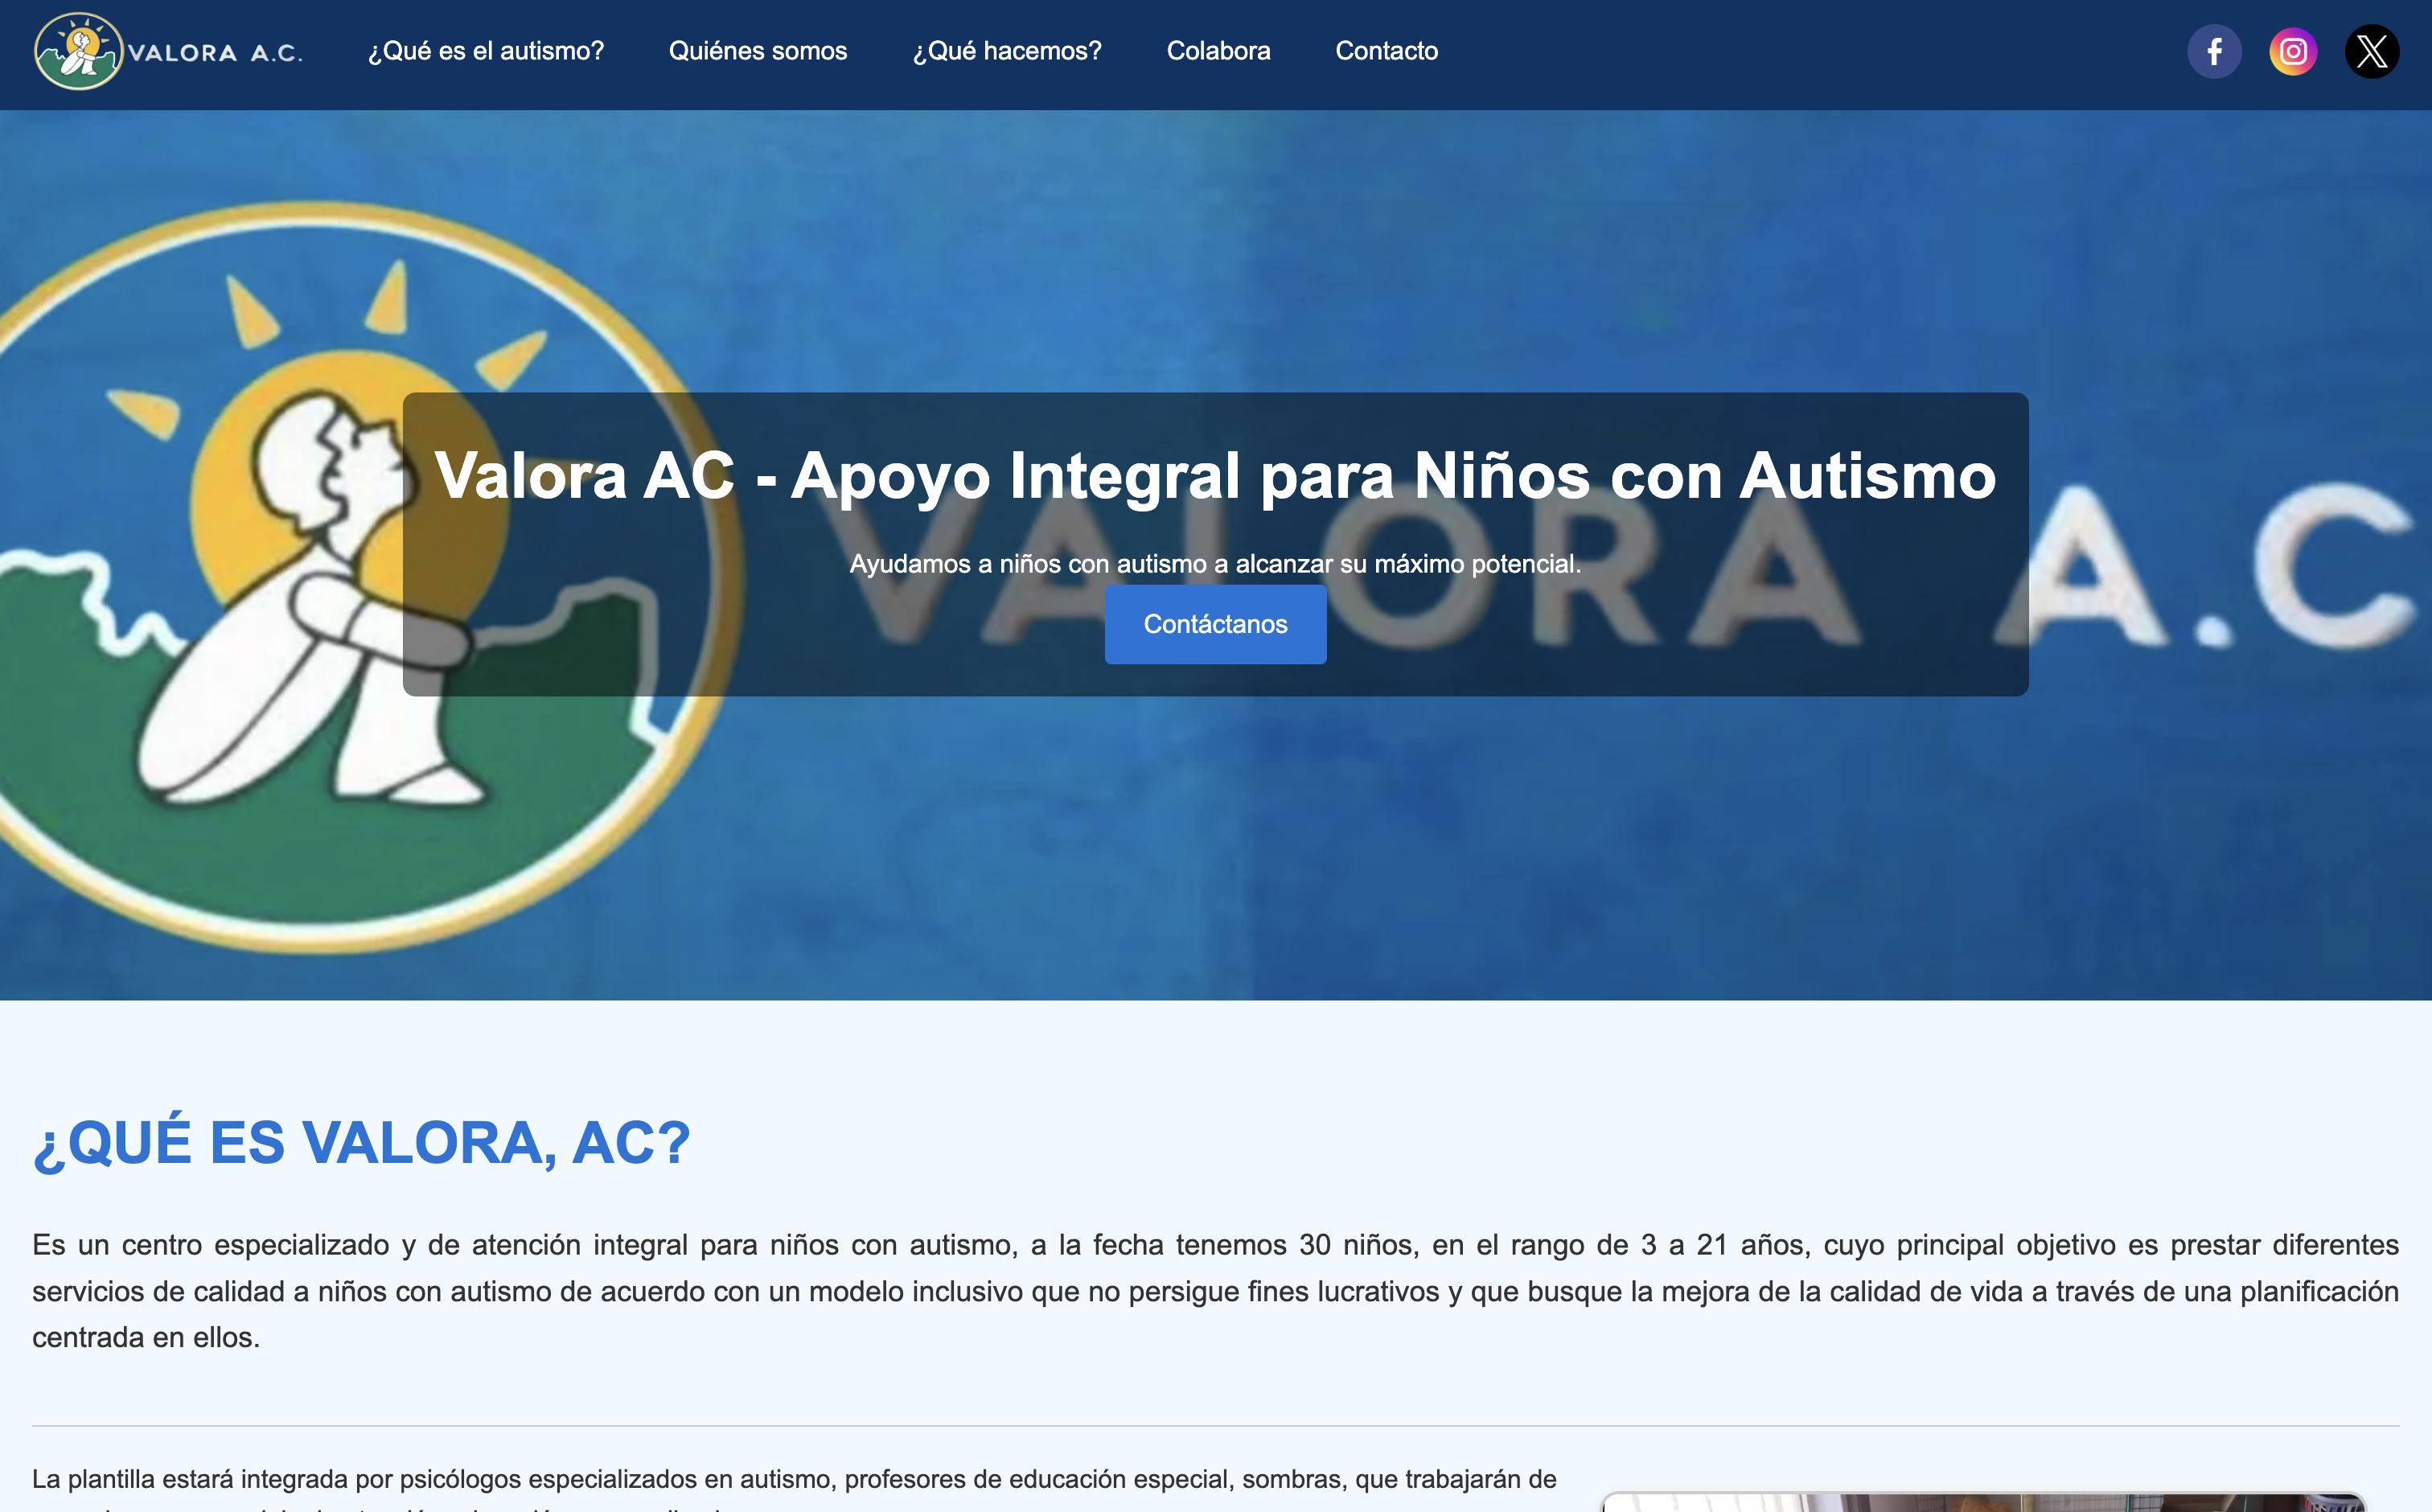 VALORA A.C.
¿Qué es el autismo?
Quiénes somos
¿Qué hacemos?
Colabora
Contacto
Valora AC - Apoyo Integral para Niños con Autismo
VALORA A.C
Ayudamos a niños con autismo a alcanzar su máximo potencial.
Contáctanos
¿QUÉ ES VALORA, AC?
Es un centro especializado y de atención integral para niños con autismo, a la fecha tenemos 30 niños, en el rango de 3 a 21 años, cuyo principal objetivo es prestar diferentes
servicios de calidad a niños con autismo de acuerdo con un modelo inclusivo que no persigue fines lucrativos y que busque la mejora de la calidad de vida a través de una planificación
centrada en ellos.
La plantilla estará integrada por psicólogos especializados en autismo, profesores de educación especial, sombras, que trabajarán de